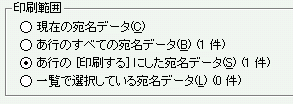 印刷範囲
現在の宛名データ(C)
あ行のすべての宛名データ(B) (1 件)
あ行の [印刷する] にした宛名データ(S) (1 件)
一覧で選択している宛名データ(L) (0 件)